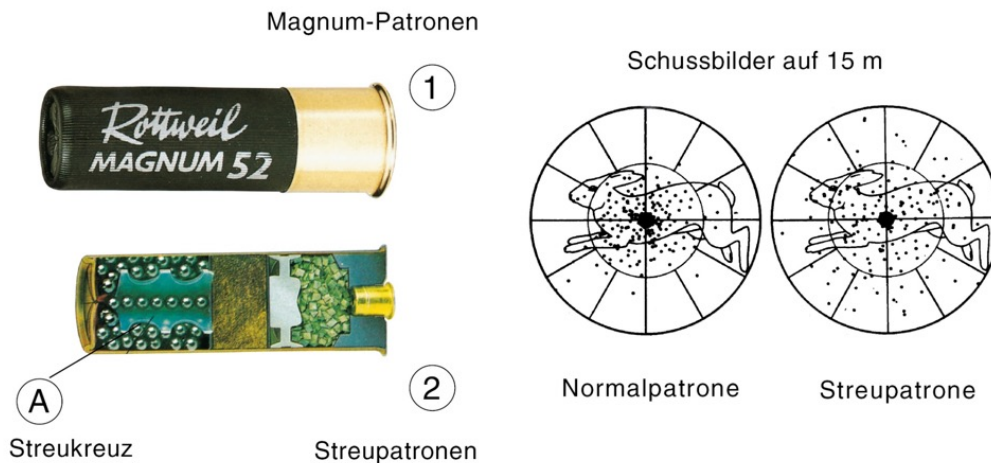 Magnum-Patronen
1
Rottweil
MAGNUM 52
A
Streukreuz
2
Streupatronen
Schussbilder auf 15 m
Normalpatrone
Streupatrone